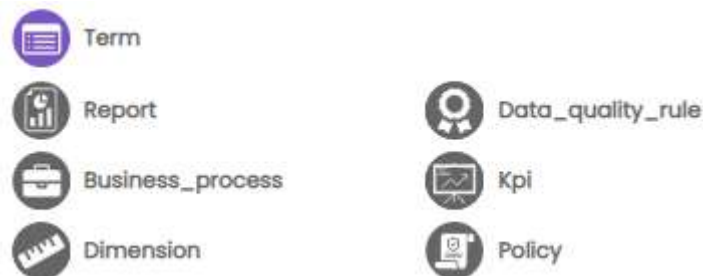 Term
Report
Data_quality_rule
Business_process
Kpi
Dimension
Policy